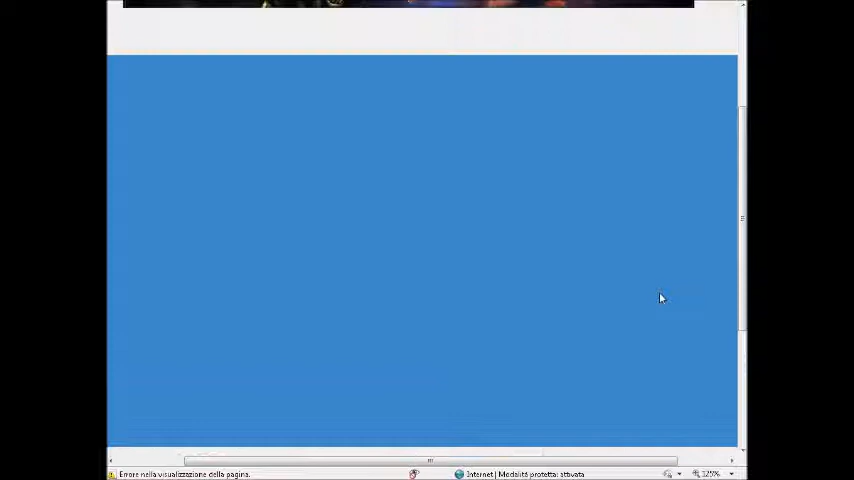 Errore nella visualizzazione della pagina.
Internet | Modalità protetta: attivata
125%